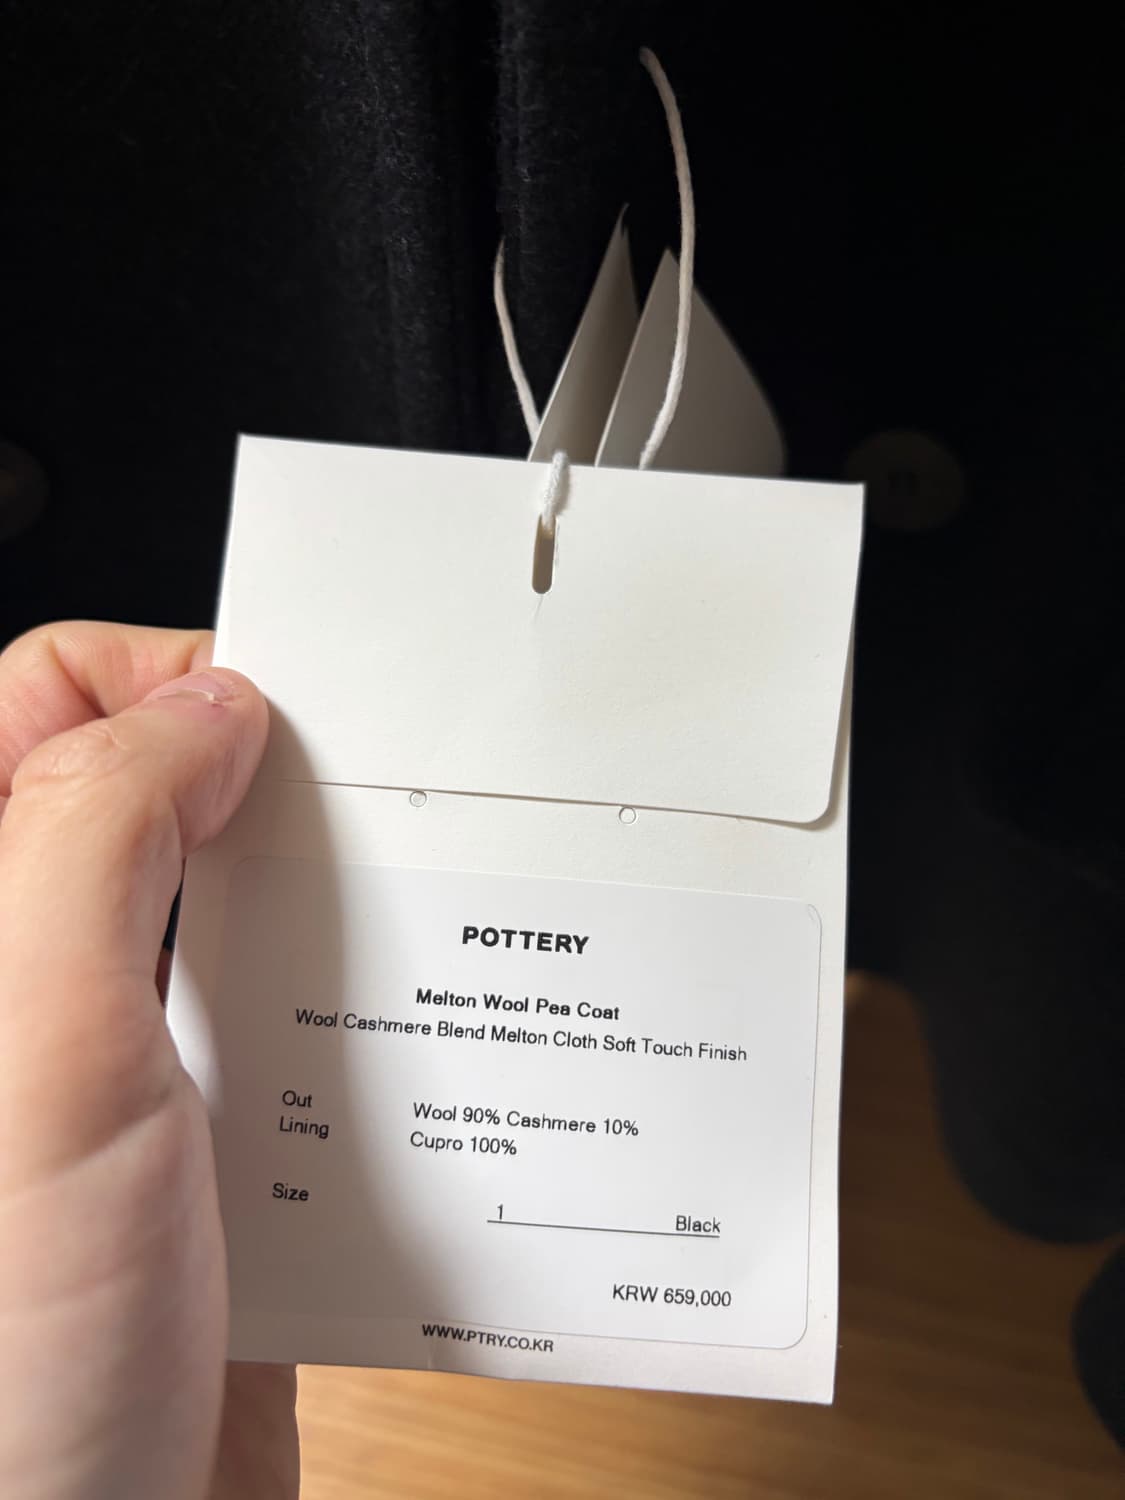 POTTERY
Melton Wool Pea Coat
Wool Cashmere Blend Melton Cloth Soft Touch Finish
Out Wool 90% Cashmere 10%
Lining Cupro 100%
Size 1 Black
KRW 659,000
WWW.PTRY.CO.KR